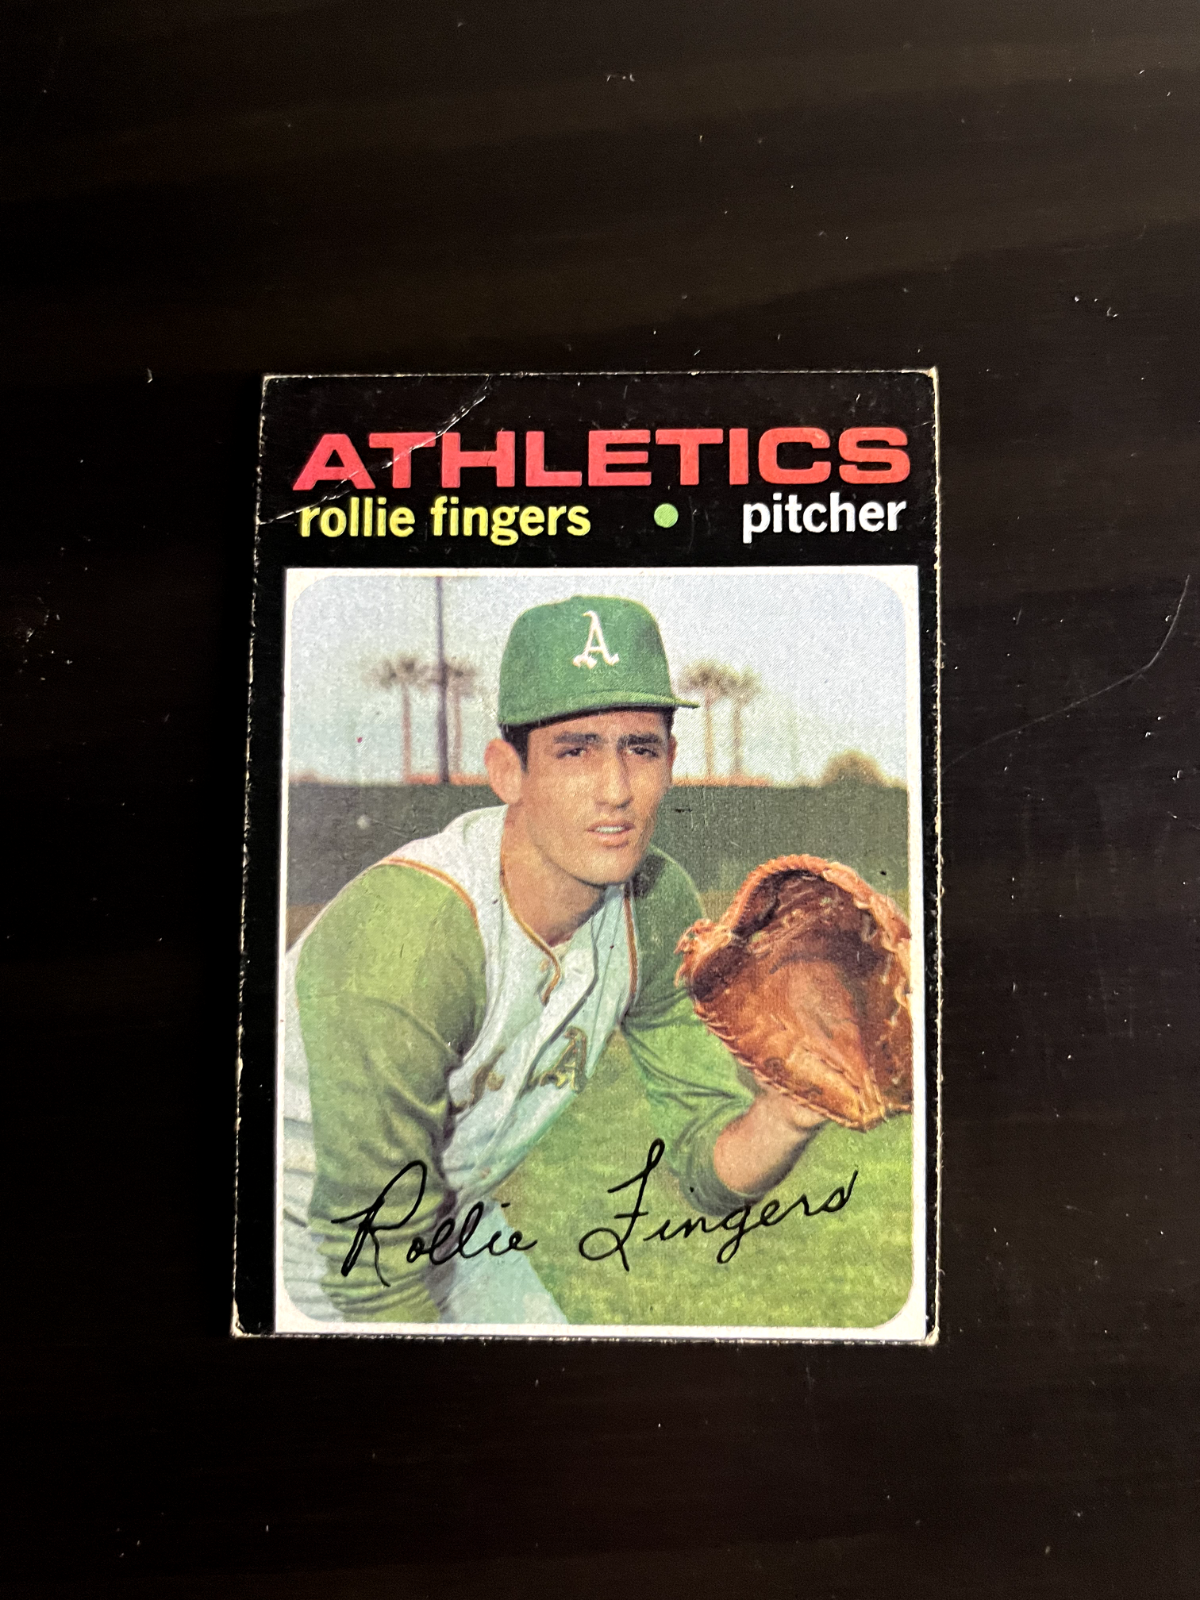 ATHLETICS
rollie fingers • pitcher
A
A
Rollie Fingers